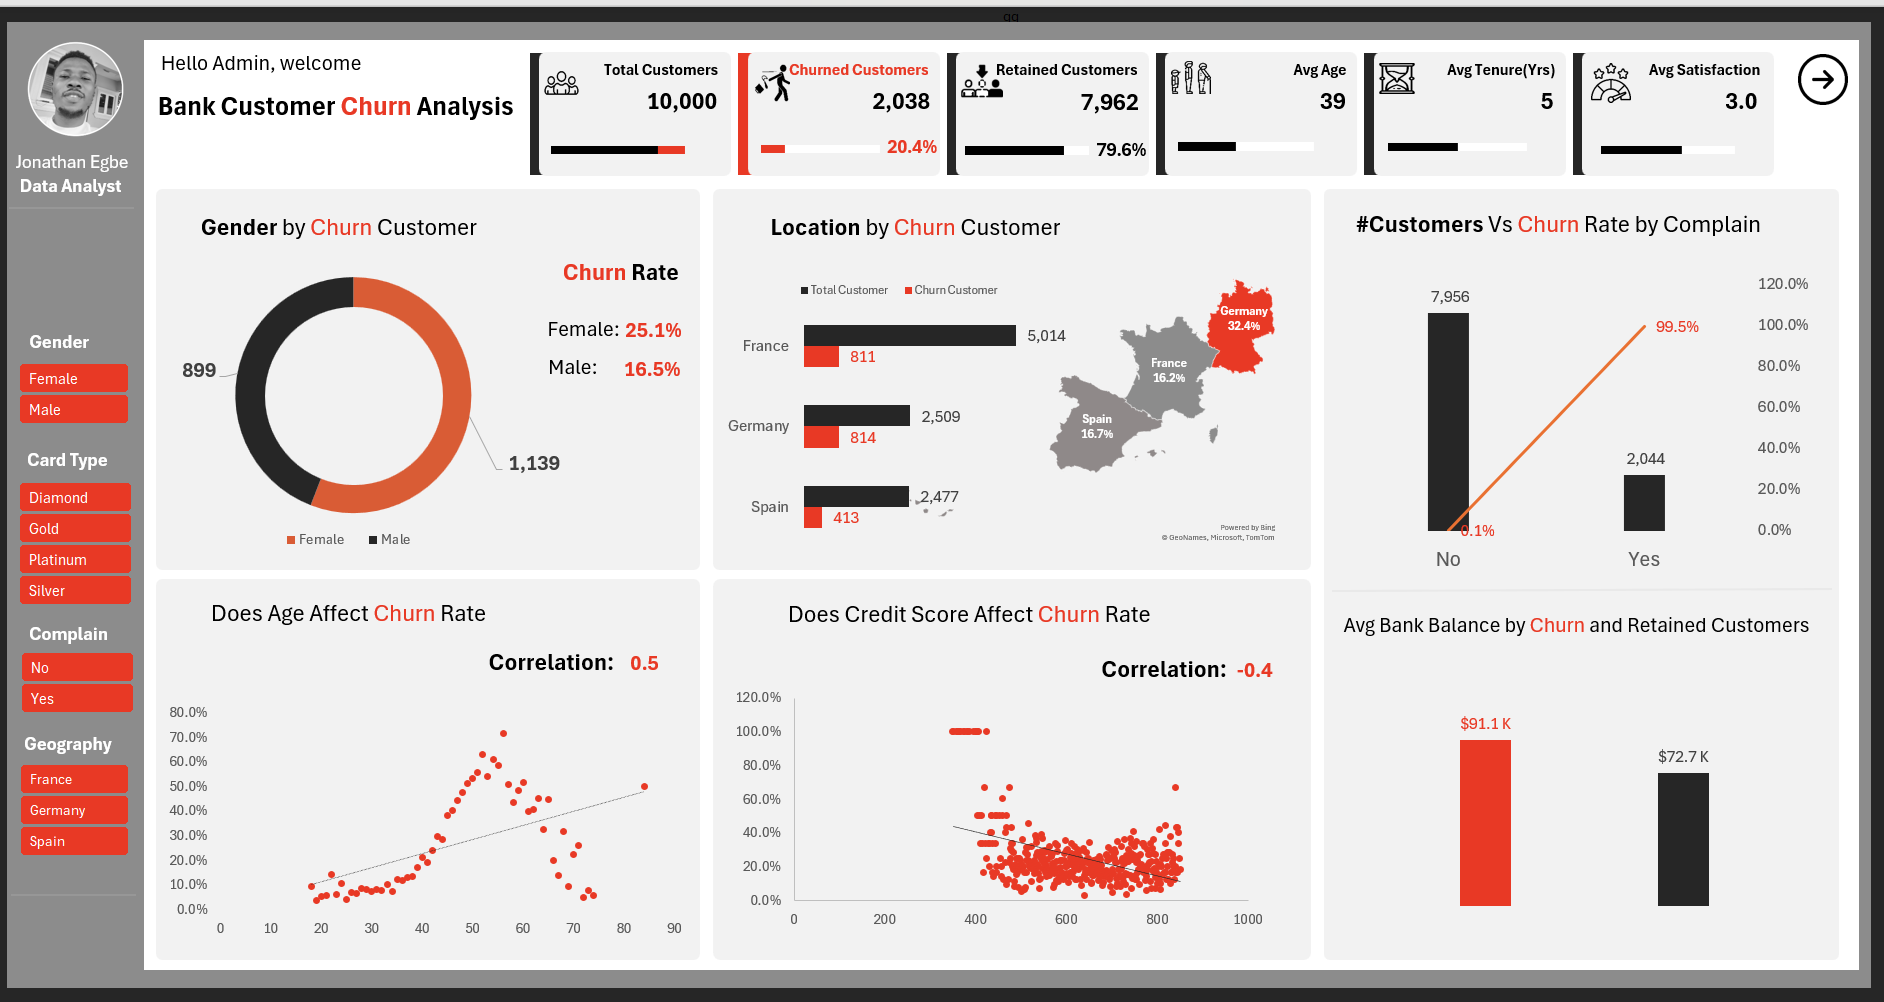 qq
Hello Admin, welcome
Bank Customer Churn Analysis
Total Customers
10,000
Churned Customers
2,038
20.4%
Retained Customers
7,962
79.6%
Avg Age
39
Avg Tenure(Yrs)
5
Avg Satisfaction
3.0
Jonathan Egbe
Data Analyst
Gender
Female
Male
Card Type
Diamond
Gold
Platinum
Silver
Complain
No
Yes
Geography
France
Germany
Spain
Gender by Churn Customer
Churn Rate
Female: 25.1%
Male: 16.5%
899
1,139
Female Male
Location by Churn Customer
Total Customer Churn Customer
France
5,014
811
Germany
2,509
814
Spain
2,477
413
Germany
32.4%
France
16.2%
Spain
16.7%
Powered by Bing
© GeoNames, Microsoft, TomTom
#Customers Vs Churn Rate by Complain
7,956
2,044
99.5%
0.1%
120.0%
100.0%
80.0%
60.0%
40.0%
20.0%
0.0%
No Yes
Does Age Affect Churn Rate
Correlation: 0.5
80.0%
70.0%
60.0%
50.0%
40.0%
30.0%
20.0%
10.0%
0.0%
0 10 20 30 40 50 60 70 80 90
Does Credit Score Affect Churn Rate
Correlation: -0.4
120.0%
100.0%
80.0%
60.0%
40.0%
20.0%
0.0%
0 200 400 600 800 1000
Avg Bank Balance by Churn and Retained Customers
$91.1 K
$72.7 K